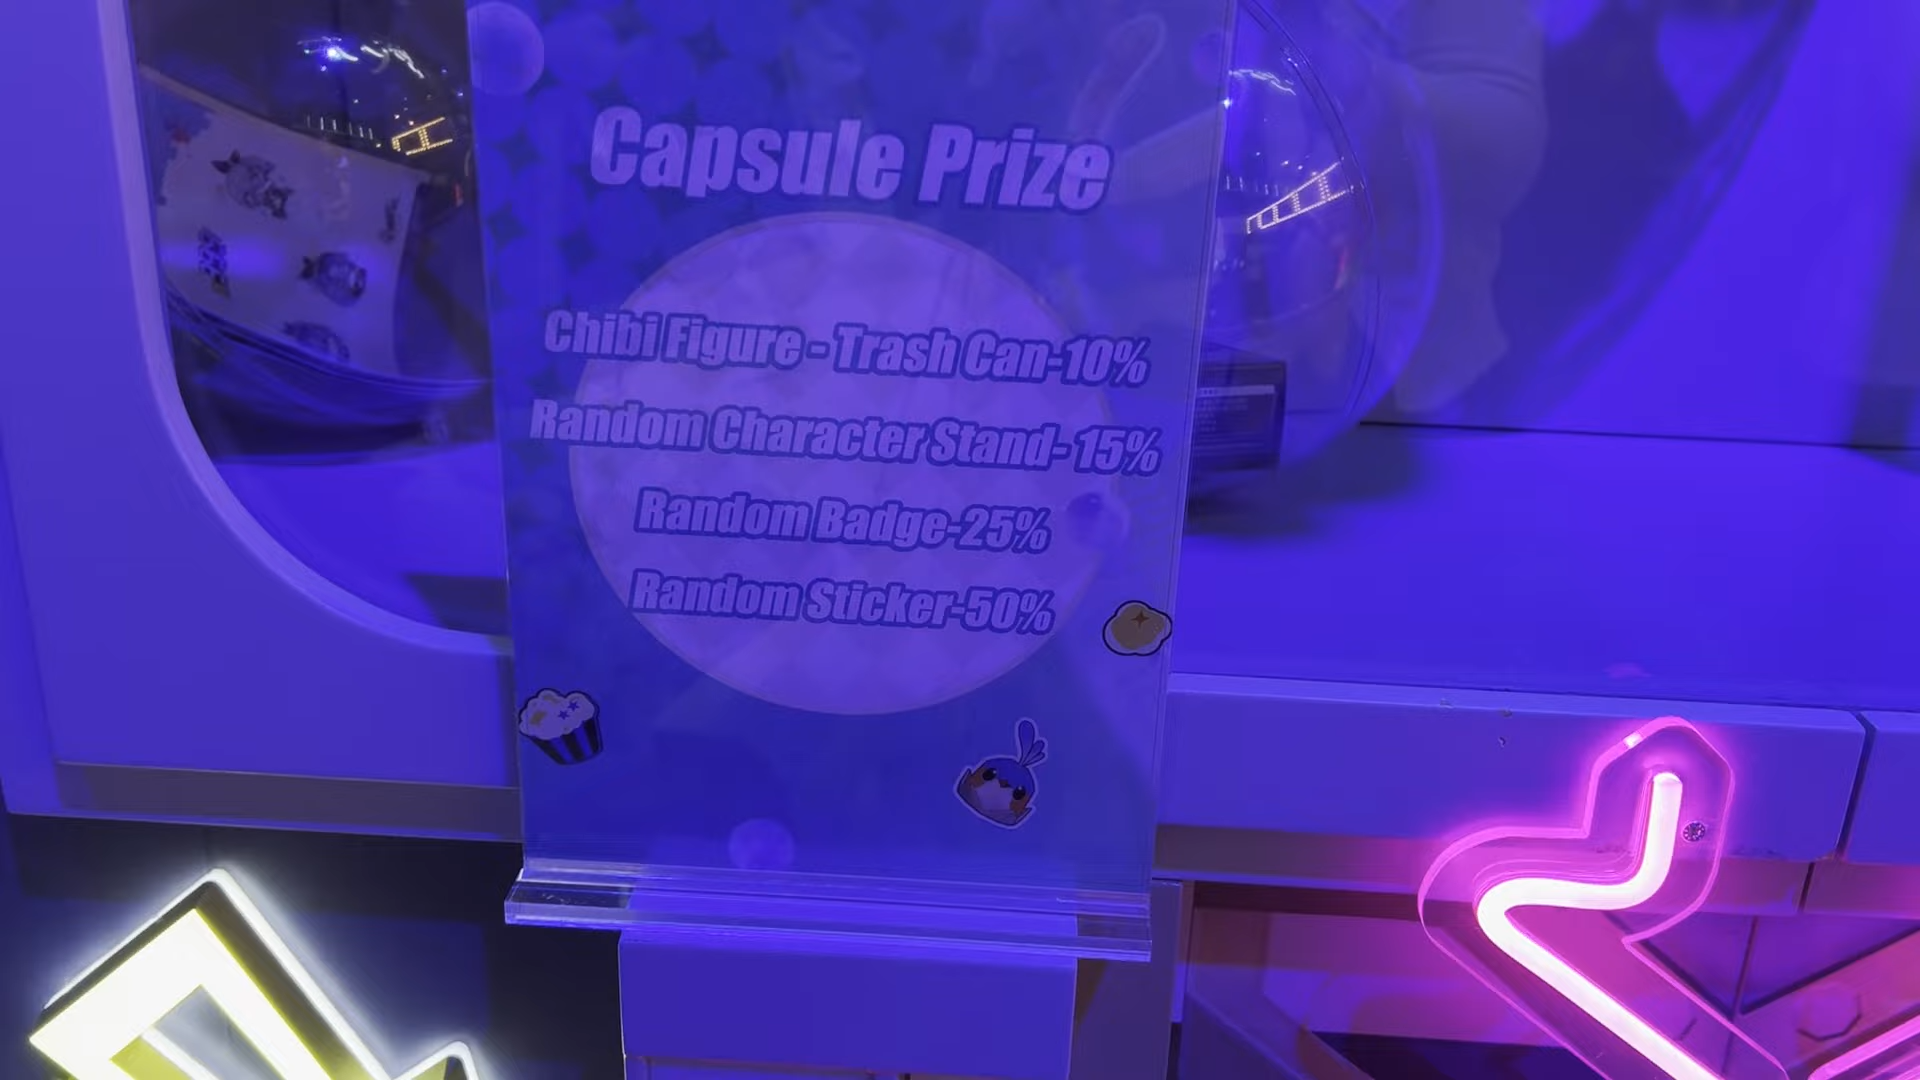 Capsule Prize
Chibi Figure - Trash Can-10%
Random Character Stand- 15%
Random Badge-25%
Random Sticker-50%